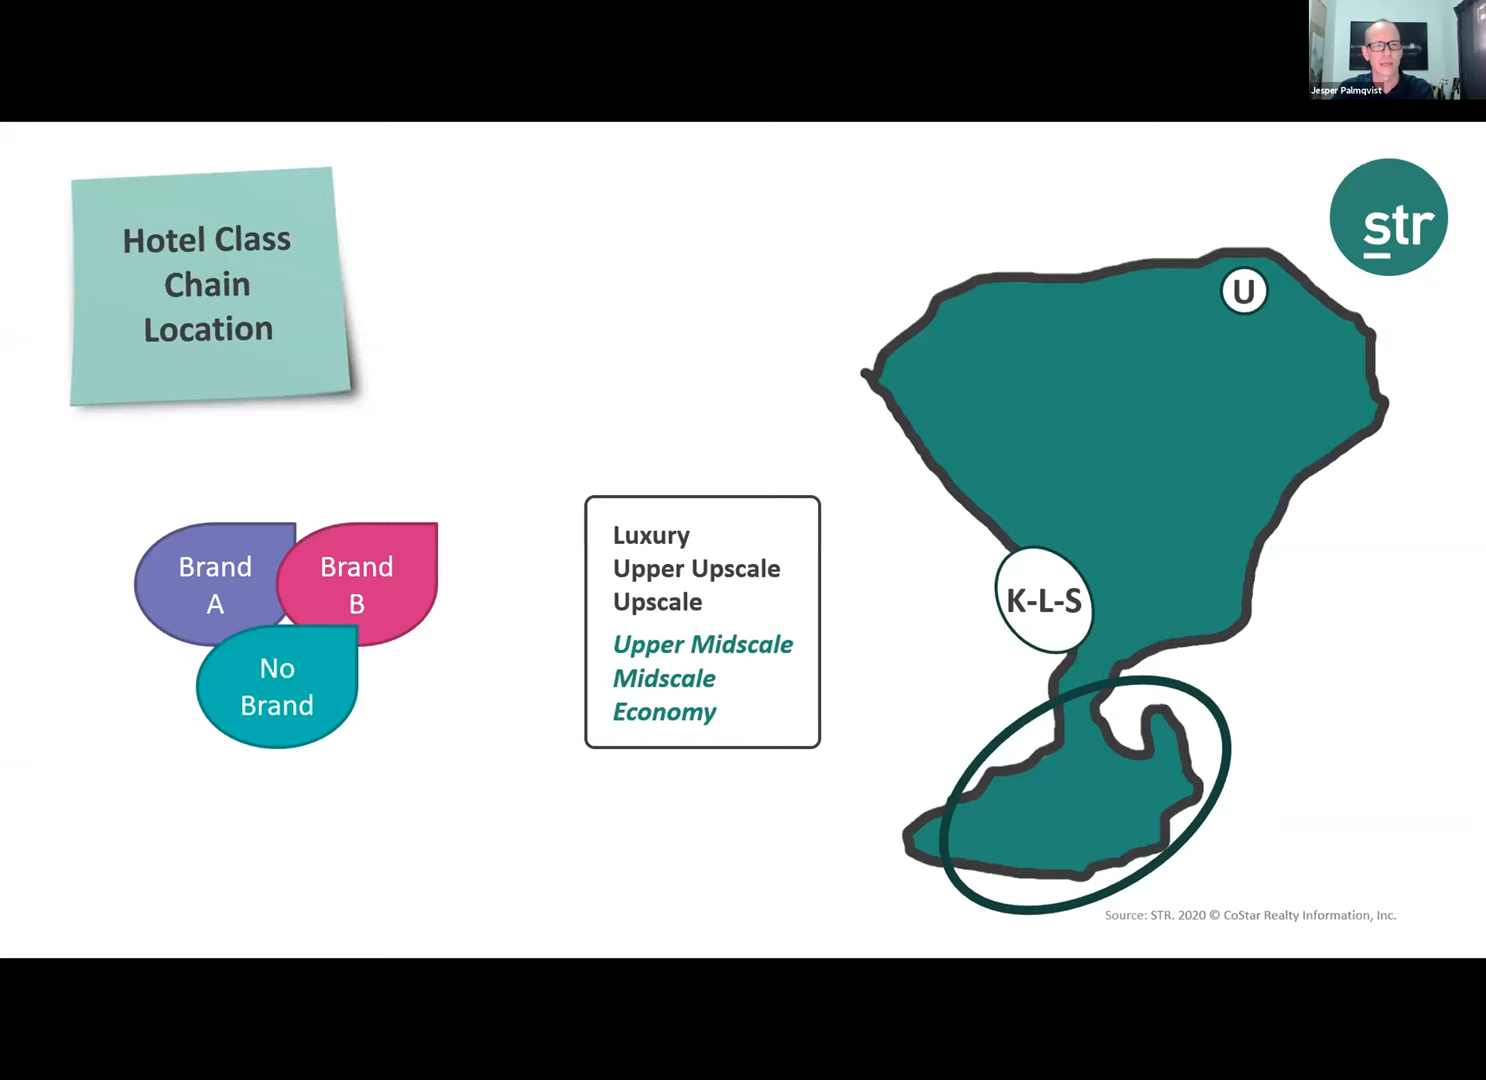 Jesper Palmqvist
str
Hotel Class
Chain
Location
U
Brand
A
Brand
B
No
Brand
Luxury
Upper Upscale
Upscale
Upper Midscale
Midscale
Economy
K-L-S
Source: STR. 2020 © CoStar Realty Information, Inc.